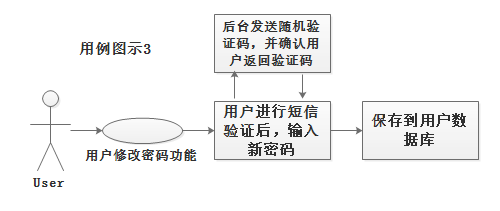 用例图示3
后台发送随机验
证码，并确认用
户返回验证码
用户进行短信
验证后，输入
新密码
保存到用户数
据库
用户修改密码功能
User